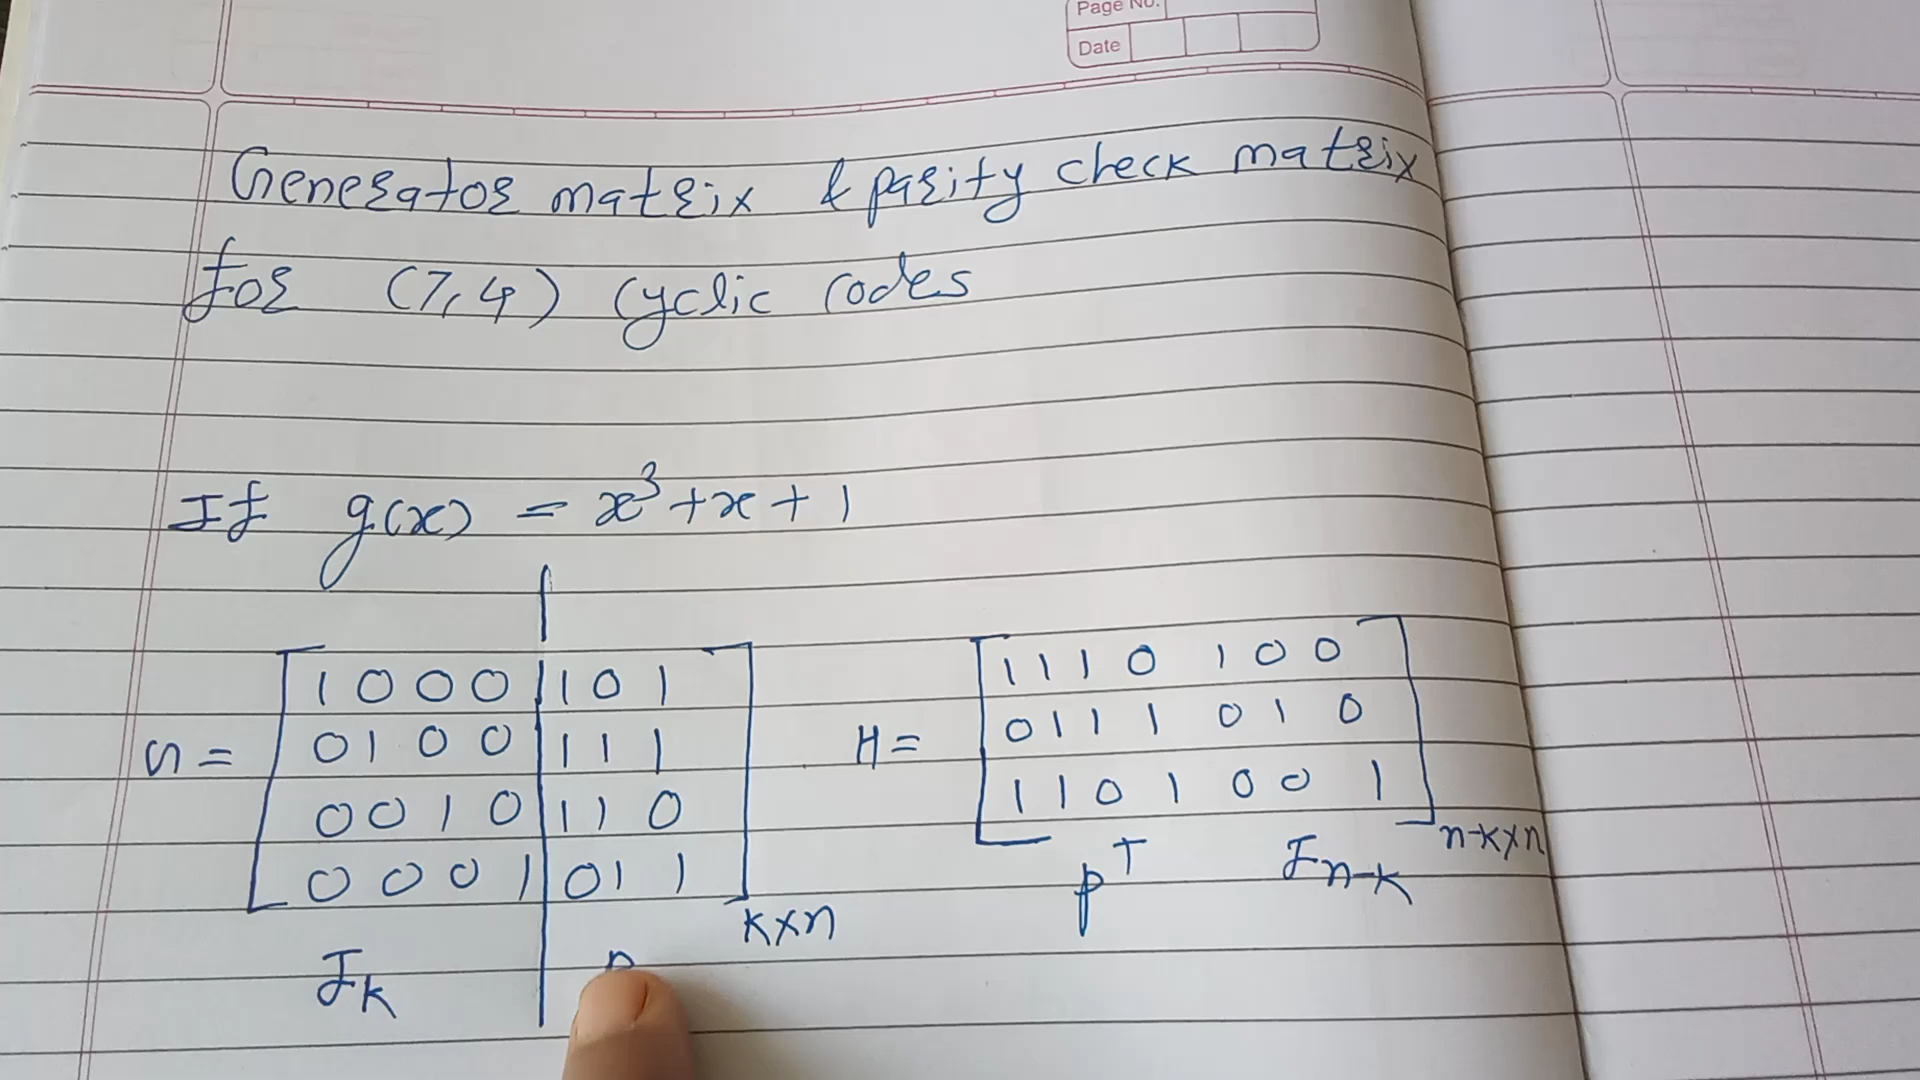 Page No.
Date
Generator matrix & parity check matrix
for (7,4) cyclic codes
If g(x) = x³+x+1
G = [1 0 0 0 | 1 0 1
0 1 0 0 | 1 1 1
0 0 1 0 | 1 1 0
0 0 0 1 | 0 1 1] k×n
I_k
H = [1 1 1 0 1 0 0
0 1 1 1 0 1 0
1 1 0 1 0 0 1] n-k×n
P^T I_n-k